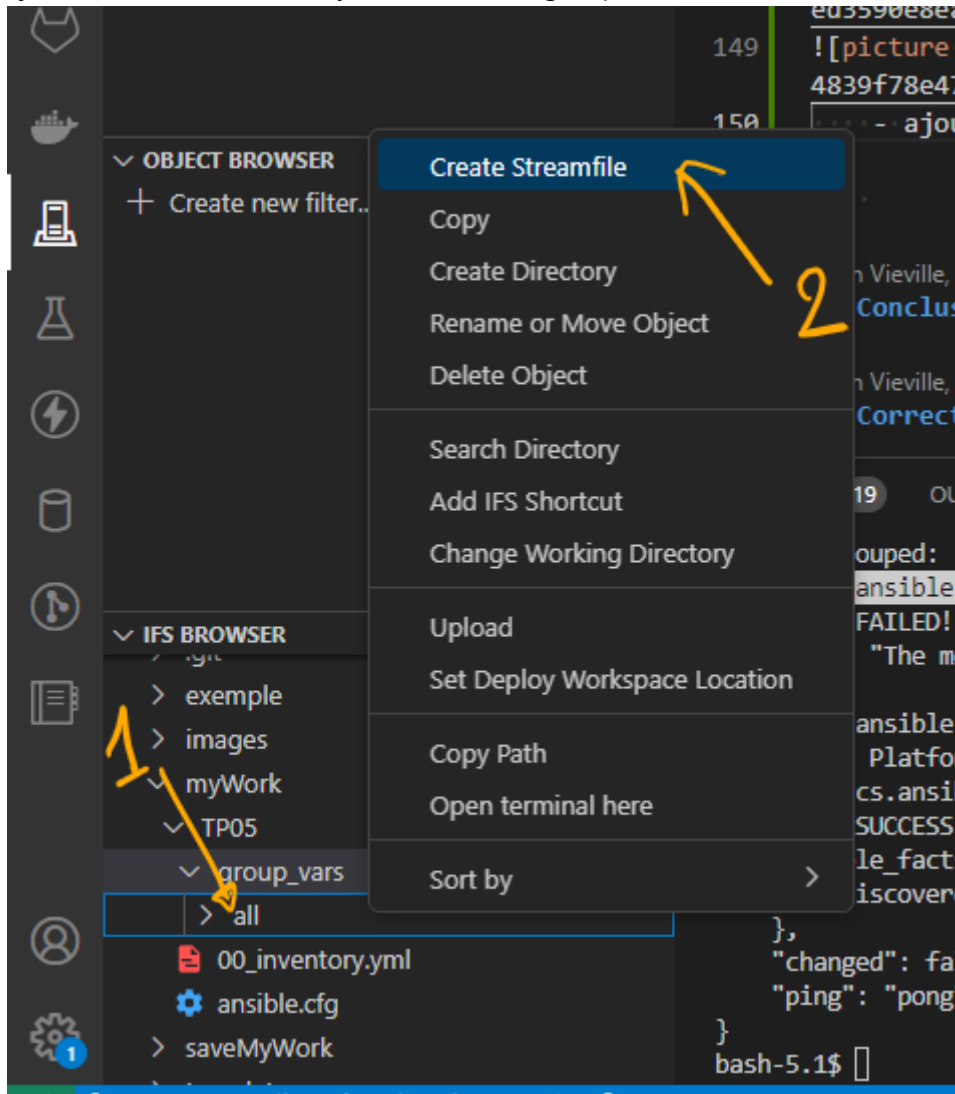 149 ![picture
4839f78e47
150 - ajou
OBJECT BROWSER
Create new filter..
Create Streamfile
Copy
Create Directory
Rename or Move Object
Delete Object
Search Directory
Add IFS Shortcut
Change Working Directory
Upload
Set Deploy Workspace Location
Copy Path
Open terminal here
Sort by
2
n Vieville,
Conclus
n Vieville,
Correct
19 OU
IFS BROWSER
.git
exemple
images
myWork
TP05
group_vars
all
00_inventory.yml
ansible.cfg
saveMyWork
1
1
ouped:
ansible
FAILED!
"The m
ansible
Platfo
cs.ansib
SUCCESS
le_facts
iscovere
},
"changed": fa
"ping": "pong
}
bash-5.1$